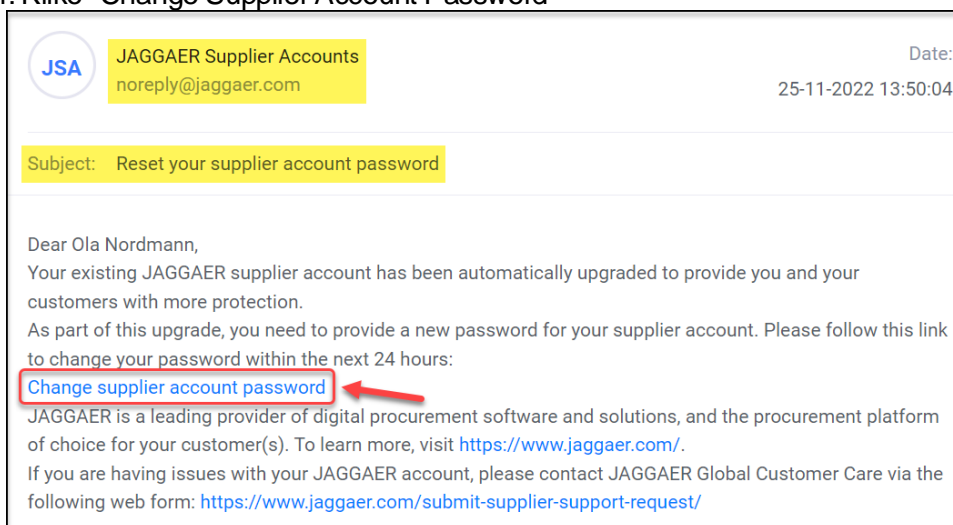 Klikk "Change Supplier Account Password"
JSA
JAGGAER Supplier Accounts
noreply@jaggaer.com
Date:
25-11-2022 13:50:04
Subject: Reset your supplier account password
Dear Ola Nordmann,
Your existing JAGGAER supplier account has been automatically upgraded to provide you and your
customers with more protection.
As part of this upgrade, you need to provide a new password for your supplier account. Please follow this link
to change your password within the next 24 hours:
Change supplier account password
JAGGAER is a leading provider of digital procurement software and solutions, and the procurement platform
of choice for your customer(s). To learn more, visit https://www.jaggaer.com/.
If you are having issues with your JAGGAER account, please contact JAGGAER Global Customer Care via the
following web form: https://www.jaggaer.com/submit-supplier-support-request/